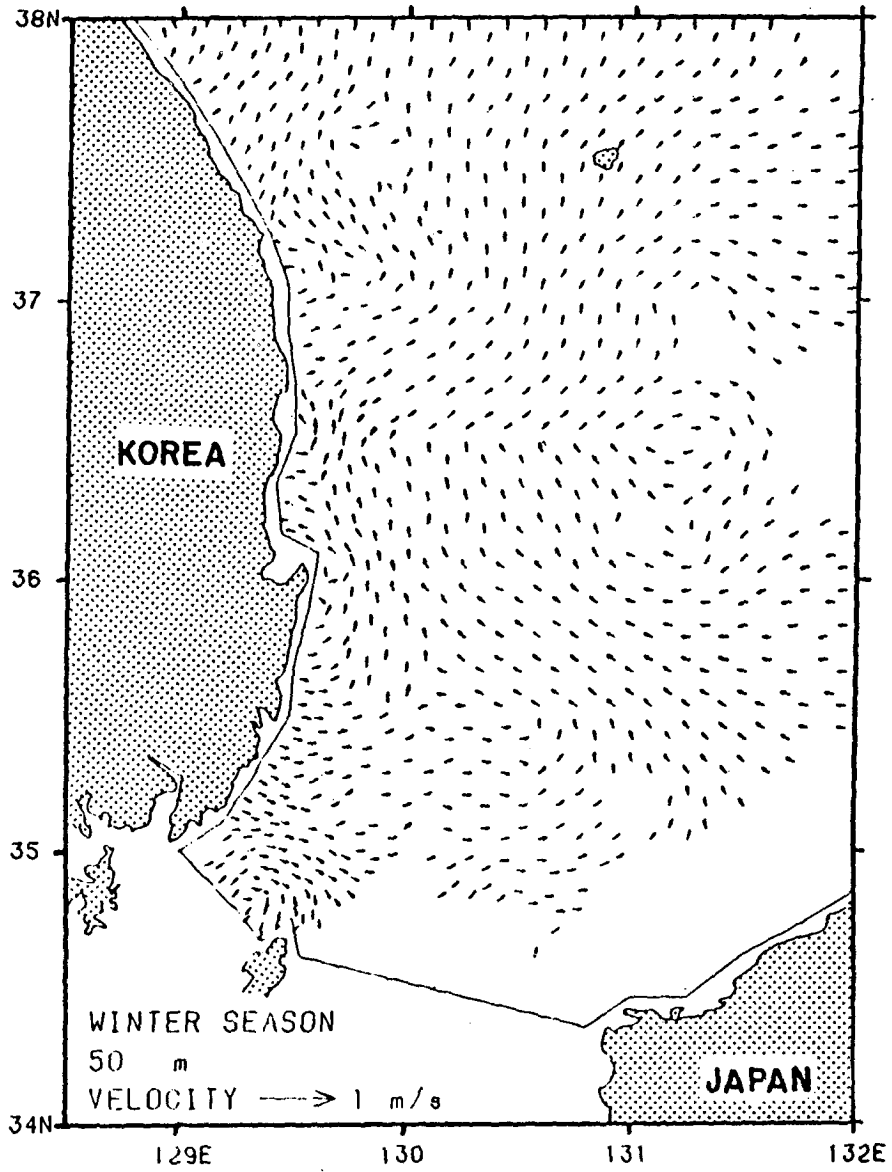 38N
37
KOREA
36
35
WINTER SEASON
50 m
VELOCITY 1 m/s
JAPAN
34N
129E 130 131 132E